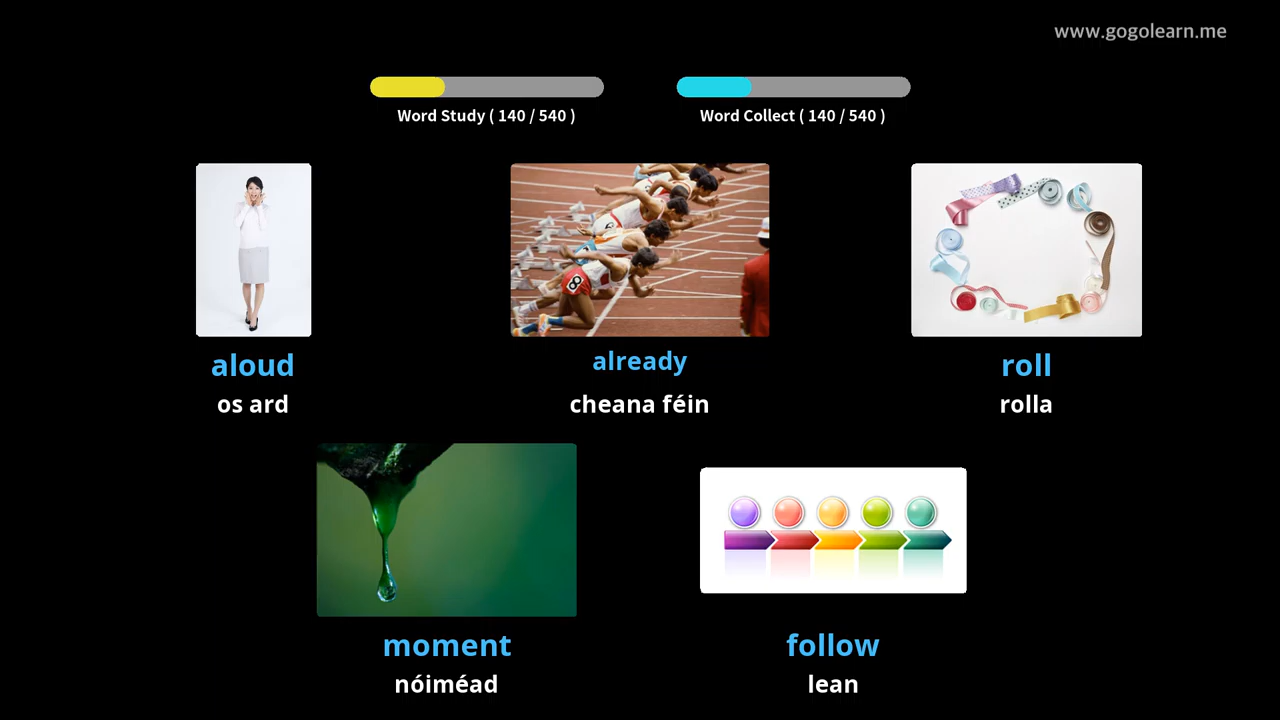 www.gogolearn.me
Word Study ( 140 / 540 )
Word Collect ( 140 / 540 )
aloud
os ard
already
cheana féin
roll
rolla
8
moment
nóiméad
follow
lean